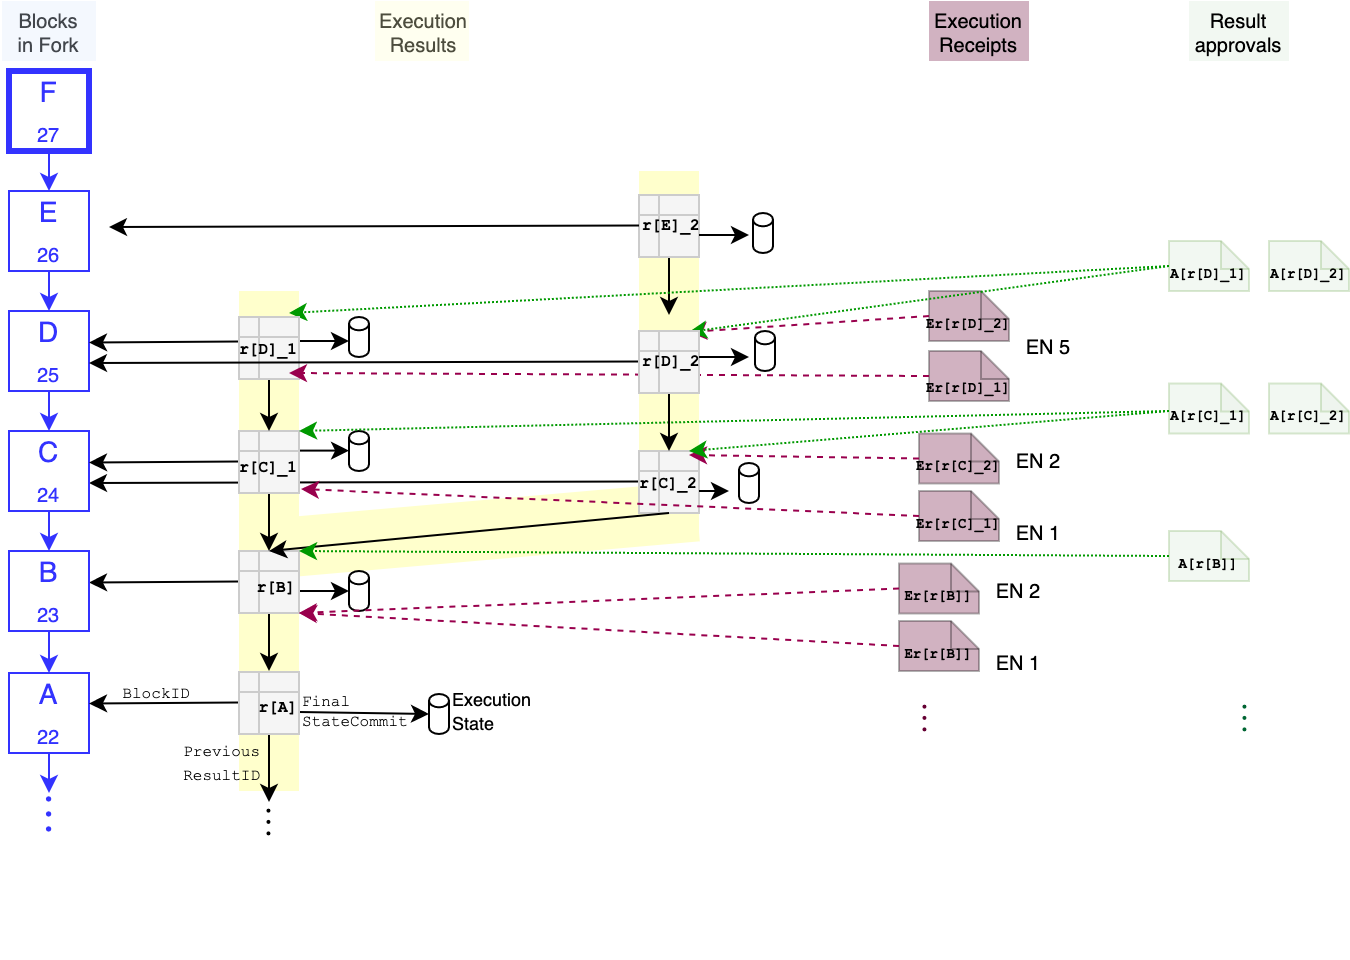 Blocks
in Fork
Execution
Results
Execution
Receipts
Result
approvals
F
27
E
26
r[E]_2
A[r[D]_1]
A[r[D]_2]
D
25
r[D]_1
r[D]_2
Er[r[D]_2]
EN 5
Er[r[D]_1]
A[r[C]_1]
A[r[C]_2]
C
24
r[C]_1
r[C]_2
Er[r[C]_2]
EN 2
Er[r[C]_1]
EN 1
B
23
r[B]
A[r[B]]
Er[r[B]]
EN 2
Er[r[B]]
EN 1
A
22
BlockID
r[A]
Final
StateCommit
Execution
State
Previous
ResultID